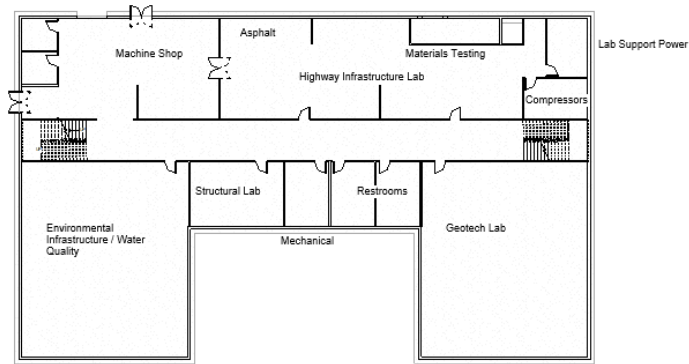 Asphalt
Lab Support Power
Machine Shop
Materials Testing
Highway Infrastructure Lab
Compressors
Structural Lab
Restrooms
Environmental
Infrastructure / Water
Quality
Geotech Lab
Mechanical